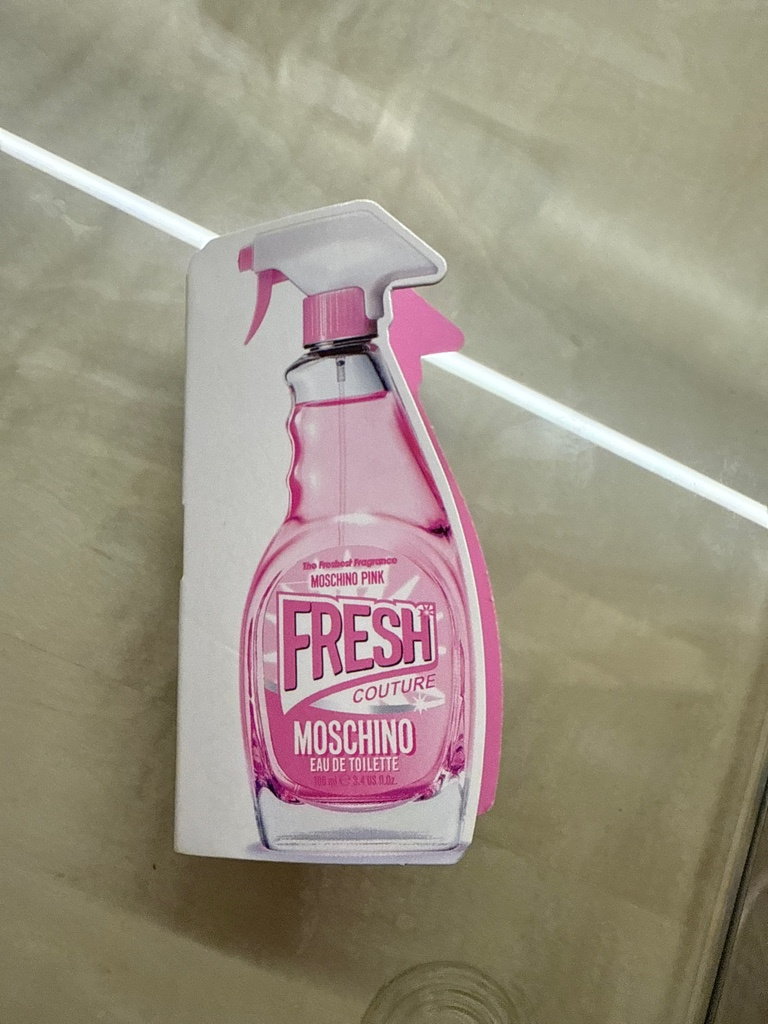 The Freshest Fragrance
MOSCHINO PINK
FRESH
COUTURE
MOSCHINO
EAU DE TOILETTE
100 ml ℮ 3.4 US fl.Oz.